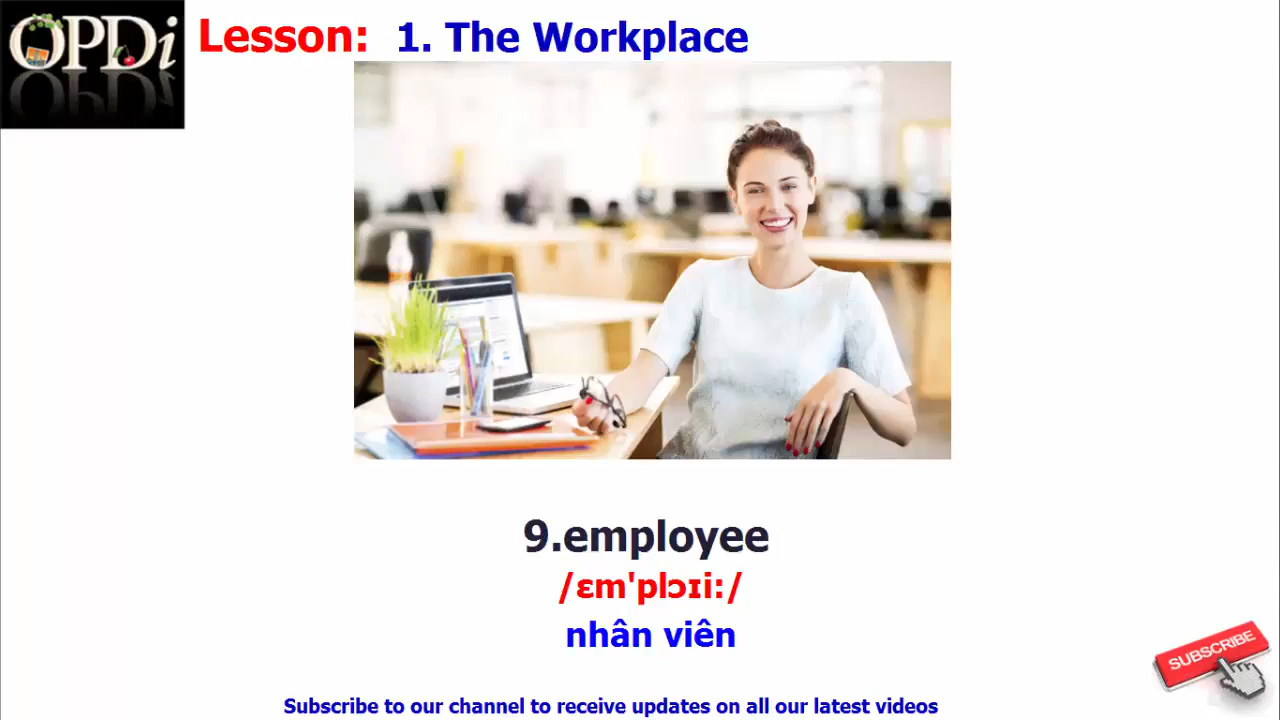 OPDi
Lesson: 1. The Workplace
9.employee
/ɛm'plɔɪi:/
nhân viên
SUBSCRIBE
Subscribe to our channel to receive updates on all our latest videos